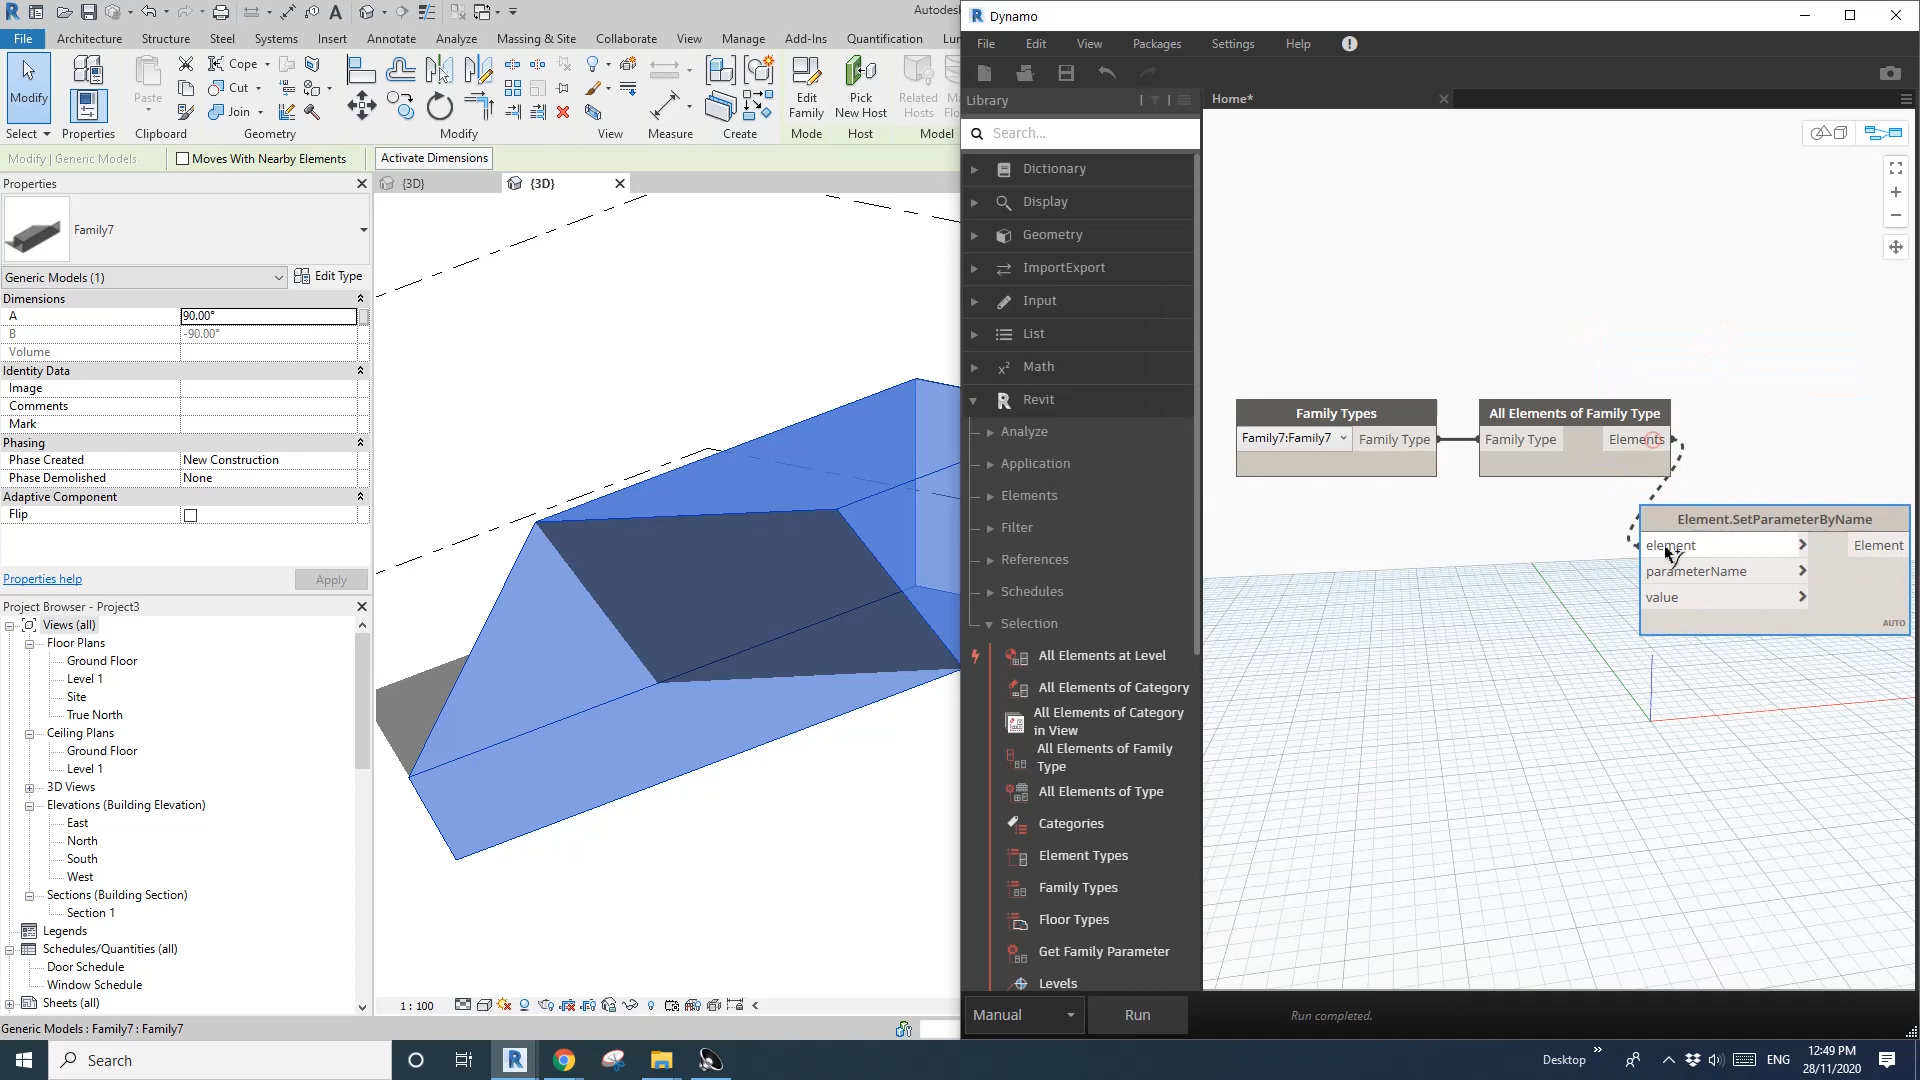 Autodesk
File
Architecture
Structure
Steel
Systems
Insert
Annotate
Analyze
Massing & Site
Collaborate
View
Manage
Add-Ins
Quantification
Lun
Modify
Paste
Cope
Cut
Join
Edit
Family
Pick
New Host
Related
Hosts
Select
Properties
Clipboard
Geometry
Modify
View
Measure
Create
Mode
Host
Model
Modify | Generic Models
Moves With Nearby Elements
Activate Dimensions
Properties
{3D}
{3D}
Family7
Generic Models (1)
Edit Type
Dimensions
A
90.00°
B
-90.00°
Volume
Identity Data
Image
Comments
Mark
Phasing
Phase Created
New Construction
Phase Demolished
None
Adaptive Component
Flip
Properties help
Apply
Project Browser - Project3
Views (all)
Floor Plans
Ground Floor
Level 1
Site
True North
Ceiling Plans
Ground Floor
Level 1
3D Views
Elevations (Building Elevation)
East
North
South
West
Sections (Building Section)
Section 1
Legends
Schedules/Quantities (all)
Door Schedule
Window Schedule
Sheets (all)
1 : 100
Generic Models : Family7 : Family7
Dynamo
File
Edit
View
Packages
Settings
Help
Library
Home*
Search...
Dictionary
Display
Geometry
ImportExport
Input
List
Math
Revit
Analyze
Application
Elements
Filter
References
Schedules
Selection
All Elements at Level
All Elements of Category
All Elements of Category
in View
All Elements of Family
Type
All Elements of Type
Categories
Element Types
Family Types
Floor Types
Get Family Parameter
Levels
Family Types
Family7:Family7
Family Type
All Elements of Family Type
Family Type
Elements
Element.SetParameterByName
element
Element
parameterName
value
AUTO
Manual
Run
Run completed.
Search
Desktop
ENG
12:49 PM
28/11/2020